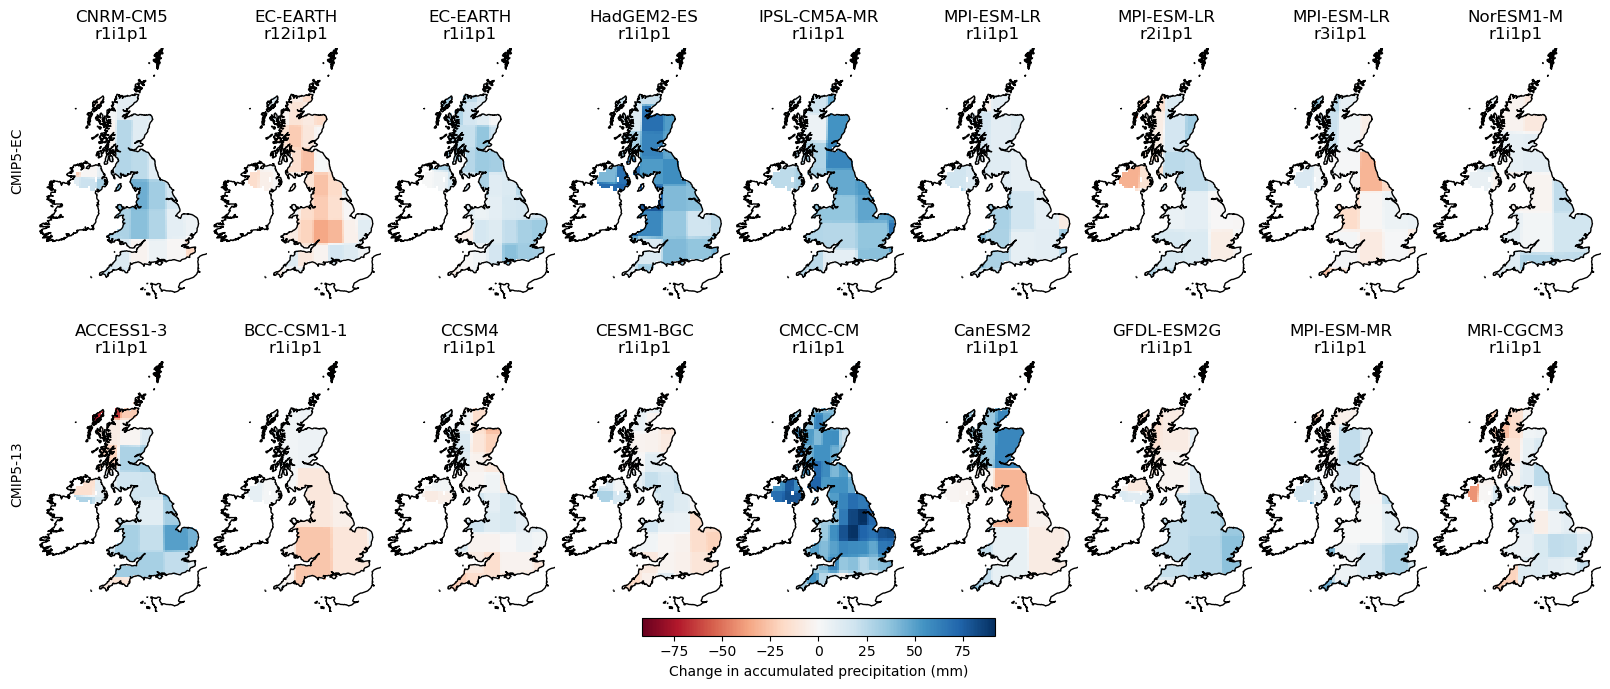 CNRM-CM5
r1i1p1
EC-EARTH
r12i1p1
EC-EARTH
r1i1p1
HadGEM2-ES
r1i1p1
IPSL-CM5A-MR
r1i1p1
MPI-ESM-LR
r1i1p1
MPI-ESM-LR
r2i1p1
MPI-ESM-LR
r3i1p1
NorESM1-M
r1i1p1
CMIP5-EC
ACCESS1-3
r1i1p1
BCC-CSM1-1
r1i1p1
CCSM4
r1i1p1
CESM1-BGC
r1i1p1
CMCC-CM
r1i1p1
CanESM2
r1i1p1
GFDL-ESM2G
r1i1p1
MPI-ESM-MR
r1i1p1
MRI-CGCM3
r1i1p1
CMIP5-13
−75 −50 −25 0 25 50 75
Change in accumulated precipitation (mm)